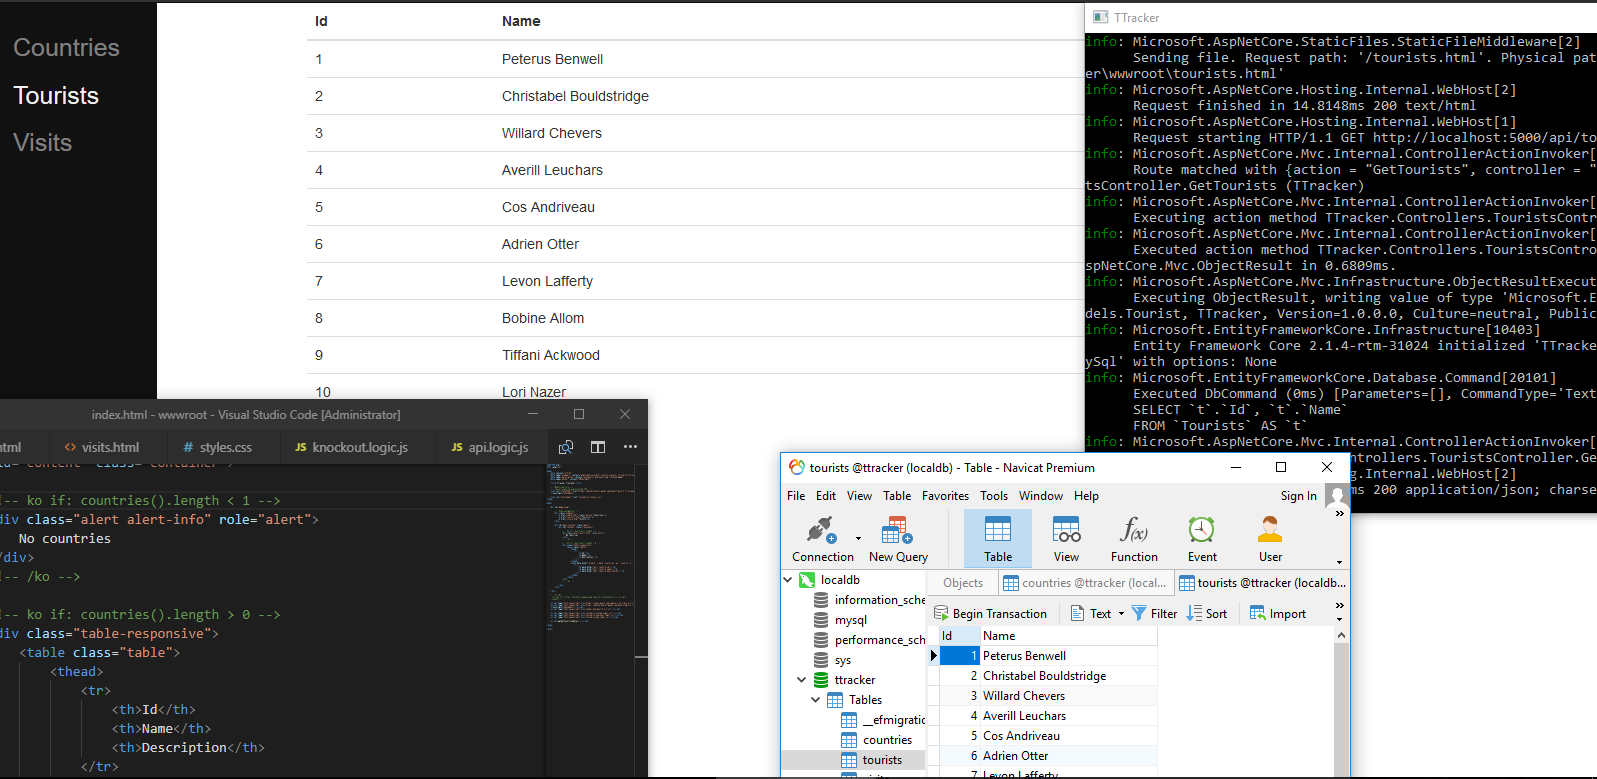 Countries
Tourists
Visits
Id Name
1 Peterus Benwell
2 Christabel Bouldstridge
3 Willard Chevers
4 Averill Leuchars
5 Cos Andriveau
6 Adrien Otter
7 Levon Lafferty
8 Bobine Allom
9 Tiffani Ackwood
10 Lori Nazer
TTracker
info: Microsoft.AspNetCore.StaticFiles.StaticFileMiddleware[2]
Sending file. Request path: '/tourists.html'. Physical pat
er\wwwroot\tourists.html'
info: Microsoft.AspNetCore.Hosting.Internal.WebHost[2]
Request finished in 14.8148ms 200 text/html
info: Microsoft.AspNetCore.Hosting.Internal.WebHost[1]
Request starting HTTP/1.1 GET http://localhost:5000/api/to
info: Microsoft.AspNetCore.Mvc.Internal.ControllerActionInvoker[
Route matched with {action = "GetTourists", controller = "
tsController.GetTourists (TTracker)
info: Microsoft.AspNetCore.Mvc.Internal.ControllerActionInvoker[
Executing action method TTracker.Controllers.TouristsContr
info: Microsoft.AspNetCore.Mvc.Internal.ControllerActionInvoker[
Executed action method TTracker.Controllers.TouristsContro
spNetCore.Mvc.ObjectResult in 0.6809ms.
info: Microsoft.AspNetCore.Mvc.Infrastructure.ObjectResultExecut
Executing ObjectResult, writing value of type 'Microsoft.E
dels.Tourist, TTracker, Version=1.0.0.0, Culture=neutral, Public
info: Microsoft.EntityFrameworkCore.Infrastructure[10403]
Entity Framework Core 2.1.4-rtm-31024 initialized 'TTracke
ySql' with options: None
info: Microsoft.EntityFrameworkCore.Database.Command[20101]
Executed DbCommand (0ms) [Parameters=[], CommandType='Text
SELECT `t`.`Id`, `t`.`Name`
FROM `Tourists` AS `t`
info: Microsoft.AspNetCore.Mvc.Internal.ControllerActionInvoker[
ontrollers.TouristsController.Ge
ng.Internal.WebHost[2]
ms 200 application/json; charse
index.html - wwwroot - Visual Studio Code [Administrator]
tml <> visits.html # styles.css JS knockout.logic.js JS api.logic.js
d="content" class="container">
!-- ko if: countries().length < 1 -->
div class="alert alert-info" role="alert">
No countries
/div>
!-- /ko -->
!-- ko if: countries().length > 0 -->
div class="table-responsive">
<table class="table">
<thead>
<tr>
<th>Id</th>
<th>Name</th>
<th>Description</th>
</tr>
tourists @ttracker (localdb) - Table - Navicat Premium
File Edit View Table Favorites Tools Window Help Sign In
Connection New Query Table View f(x) Function Event User
localdb
information_sche
mysql
performance_sch
sys
ttracker
Tables
__efmigratio
countries
tourists
Objects countries @ttracker (local... tourists @ttracker (localdb...
Begin Transaction Text Filter Sort Import
Id Name
1 Peterus Benwell
2 Christabel Bouldstridge
3 Willard Chevers
4 Averill Leuchars
5 Cos Andriveau
6 Adrien Otter
7 Levon Lafferty